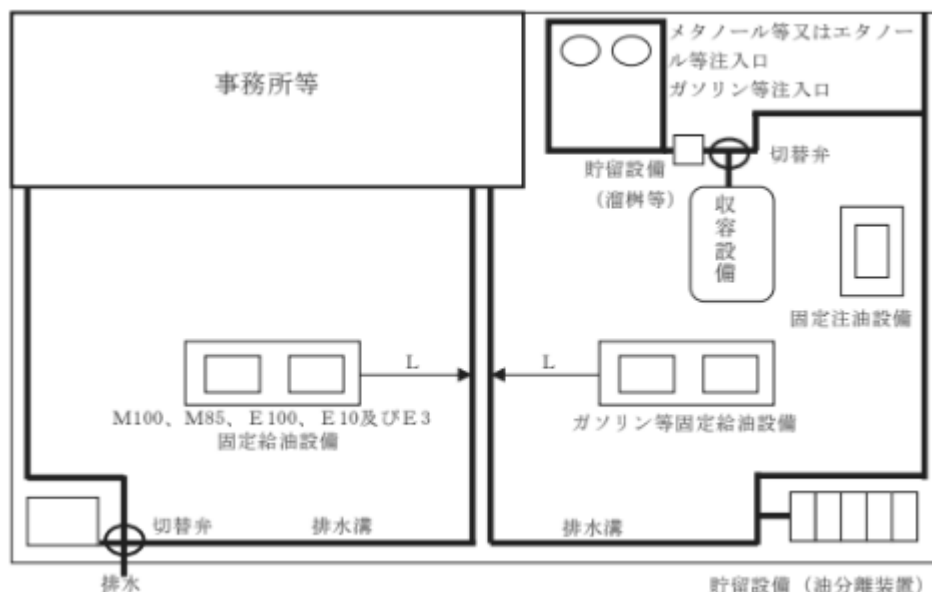 事務所等
メタノール等又はエタノー
ル等注入口
ガソリン等注入口
切替弁
貯留設備
（溜桝等）
収容設備
固定注油設備
L
L
M100、M85、E100、E10及びE3
固定給油設備
ガソリン等固定給油設備
切替弁
排水溝
排水溝
排水
貯留設備（油分離装置）